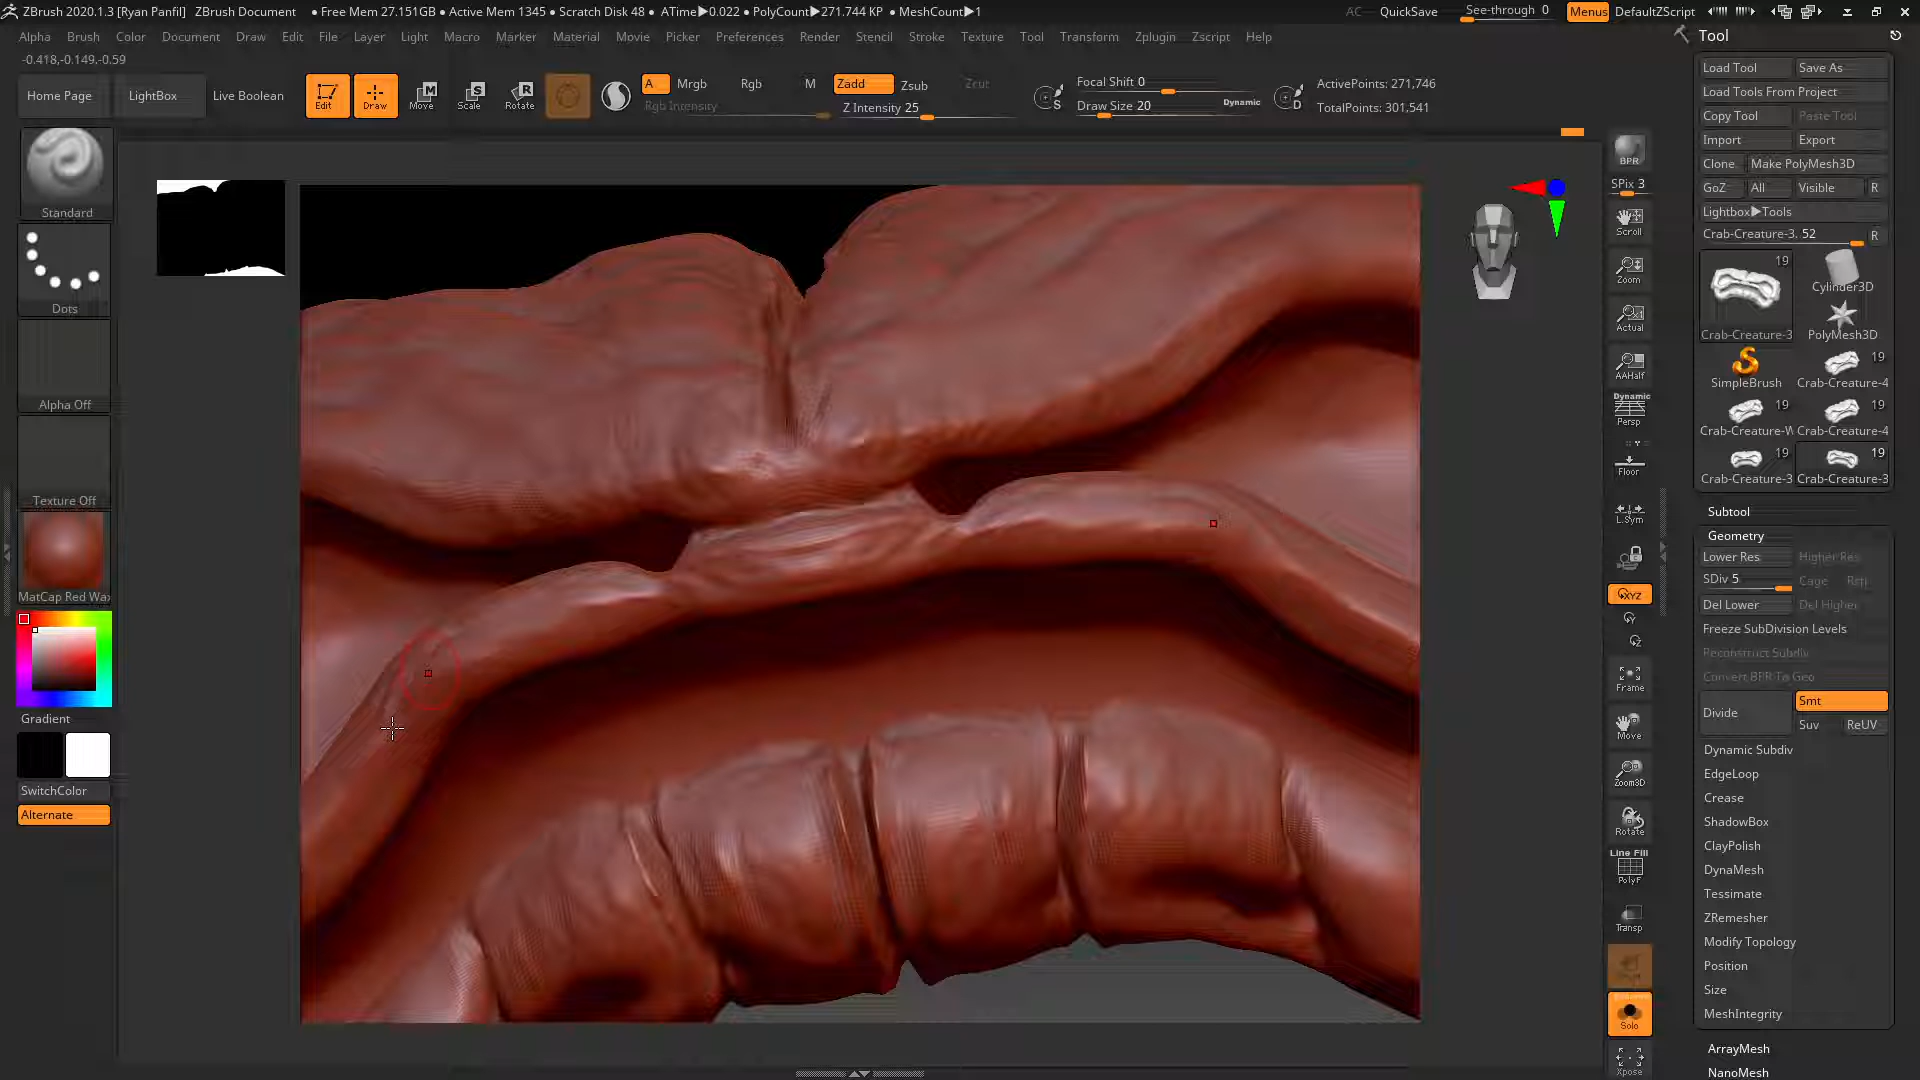 ZBrush 2020.1.3 [Ryan Panfil] ZBrush Document • Free Mem 27.151GB • Active Mem 1345 • Scratch Disk 48 • ATime▶0.022 • PolyCount▶271.744 KP • MeshCount▶1 AC QuickSave See-through 0 Menus DefaultZScript
Alpha Brush Color Document Draw Edit File Layer Light Macro Marker Material Movie Picker Preferences Render Stencil Stroke Texture Tool Transform Zplugin Zscript Help
-0.418,-0.149,-0.59
Home Page LightBox Live Boolean Edit Draw Move Scale Rotate
A Mrgb Rgb M Zadd Zsub Zcut
Rgb Intensity Z Intensity 25
S Focal Shift 0
Draw Size 20 Dynamic
D ActivePoints: 271,746
TotalPoints: 301,541
Standard
Dots
Alpha Off
Texture Off
MatCap Red Wax
Gradient
SwitchColor
Alternate
BPR
SPix 3
Scroll
Zoom
Actual
AAHalf
Dynamic
Persp
Floor
L.Sym
XYZ
Y
Z
Frame
Move
Zoom3D
Rotate
Line Fill
PolyF
Transp
Solo
Xpose
Tool
Load Tool Save As
Load Tools From Project
Copy Tool Paste Tool
Import Export
Clone Make PolyMesh3D
GoZ All Visible R
Lightbox▶Tools
Crab-Creature-3. 52 R
19
Crab-Creature-3
Cylinder3D
PolyMesh3D
SimpleBrush
19
Crab-Creature-4
19
Crab-Creature-W
19
Crab-Creature-4
19
Crab-Creature-3
19
Crab-Creature-3
Subtool
Geometry
Lower Res Higher Res
SDiv 5 Cage Rstr
Del Lower Del Higher
Freeze SubDivision Levels
Reconstruct Subdiv
Convert BPR To Geo
Divide Smt
Suv ReUV
Dynamic Subdiv
EdgeLoop
Crease
ShadowBox
ClayPolish
DynaMesh
Tessimate
ZRemesher
Modify Topology
Position
Size
MeshIntegrity
ArrayMesh
NanoMesh